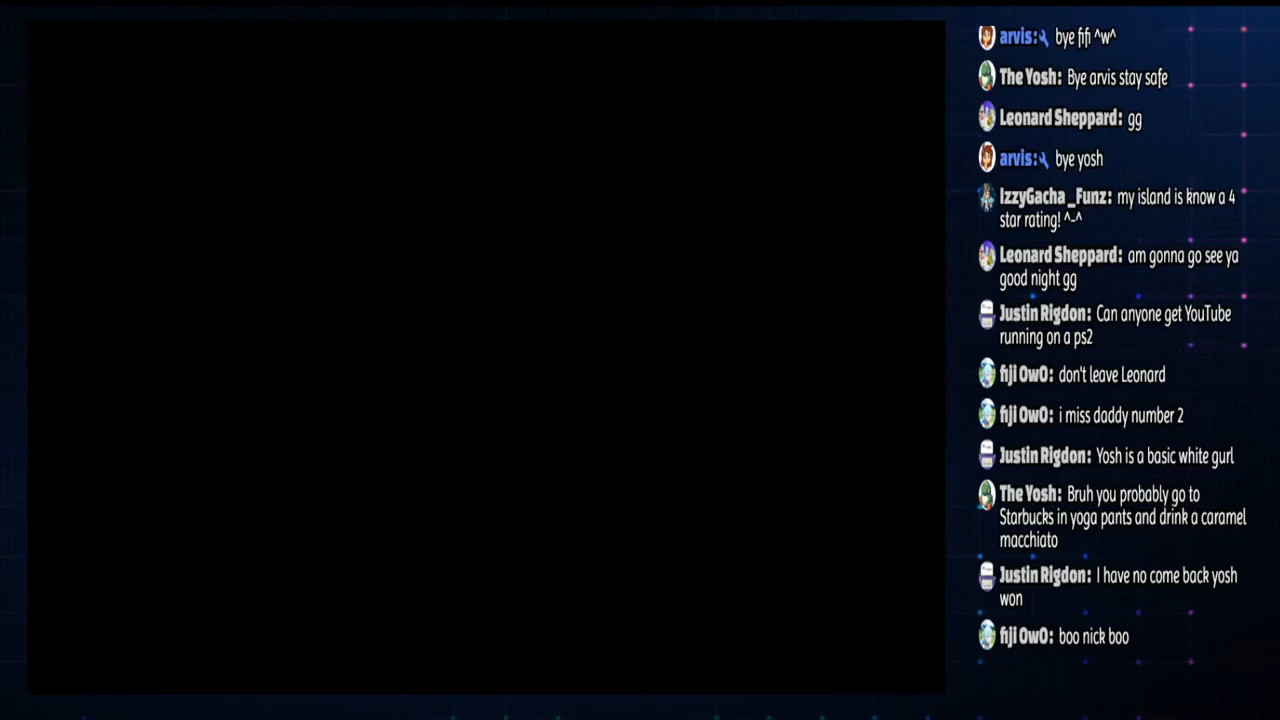 arvis: bye fifi ^w^
The Yosh: Bye arvis stay safe
Leonard Sheppard: gg
arvis: bye yosh
IzzyGacha_Funz: my island is know a 4
star rating! ^-^
Leonard Sheppard: am gonna go see ya
good night gg
Justin Rigdon: Can anyone get YouTube
running on a ps2
fiji OwO: don't leave Leonard
fiji OwO: i miss daddy number 2
Justin Rigdon: Yosh is a basic white gurl
The Yosh: Bruh you probably go to
Starbucks in yoga pants and drink a caramel
macchiato
Justin Rigdon: I have no come back yosh
won
fiji OwO: boo nick boo